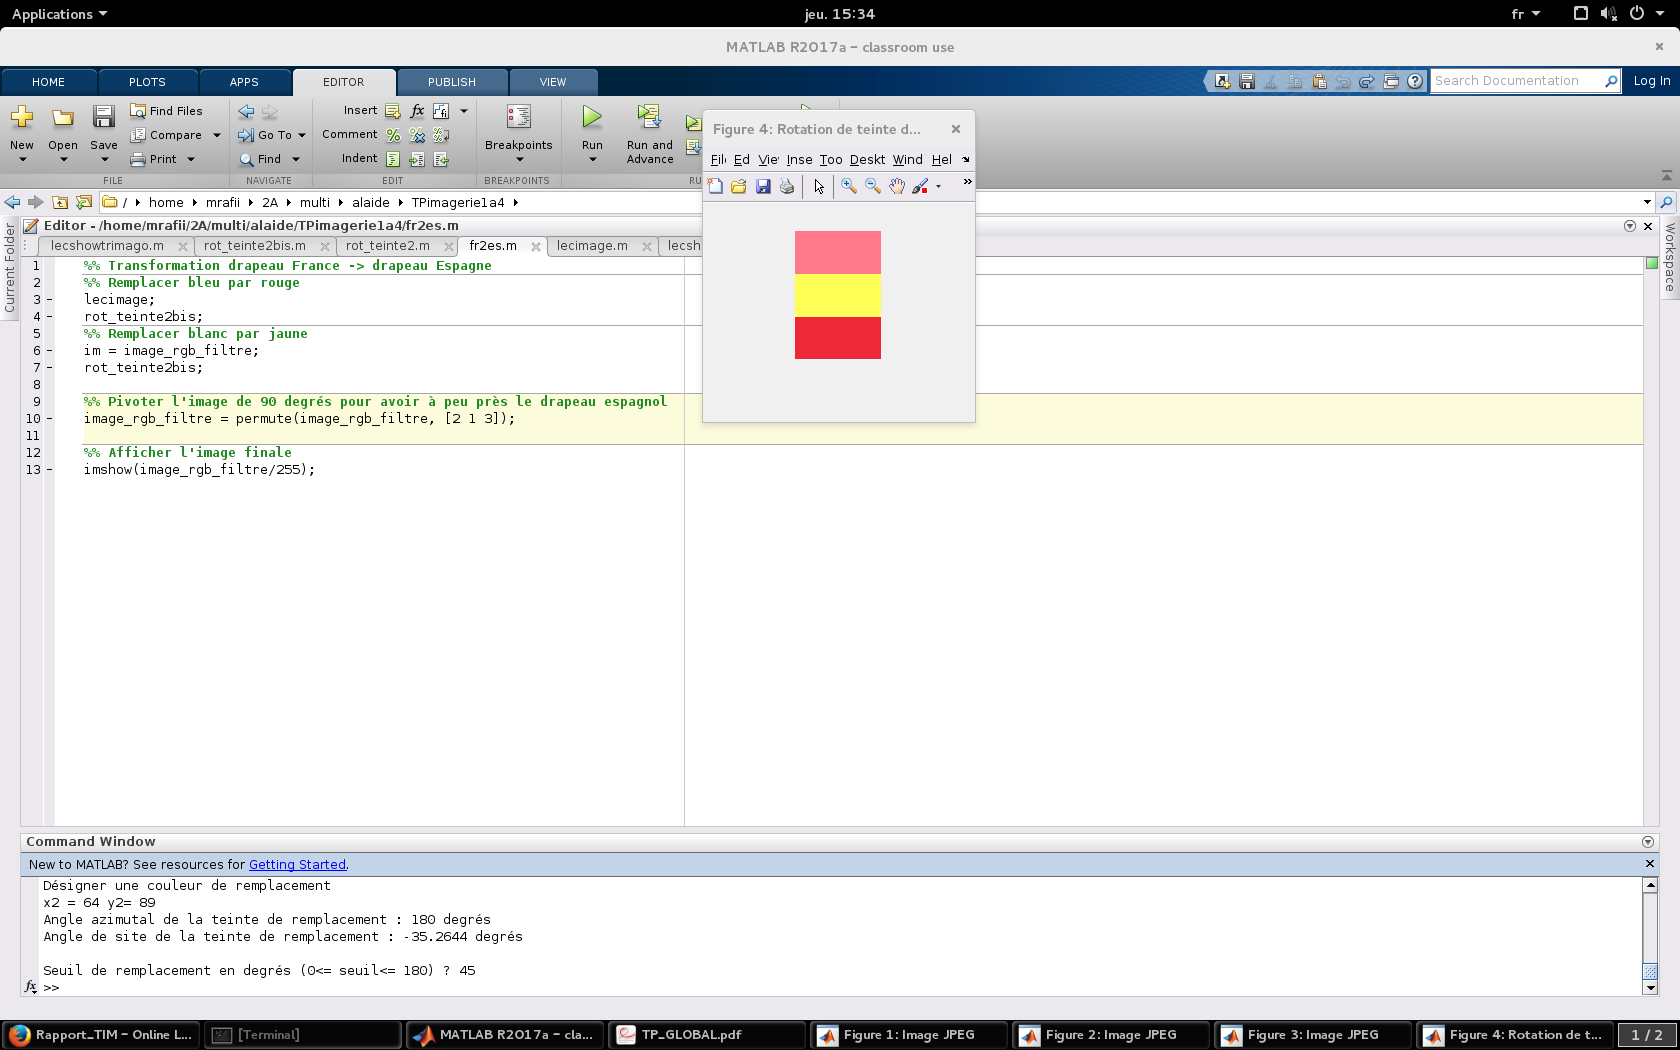 Applications
jeu. 15:34
fr
MATLAB R2017a - classroom use
HOME
PLOTS
APPS
EDITOR
PUBLISH
VIEW
Search Documentation
Log In
New
Open
Save
Find Files
Compare
Print
FILE
Go To
Find
NAVIGATE
Insert
fx
Comment
Indent
EDIT
Breakpoints
BREAKPOINTS
Run
Run and
Advance
RU
/ home mrafii 2A multi alaide TPimagerie1a4
Current Folder
Workspace
Editor - /home/mrafii/2A/multi/alaide/TPimagerie1a4/fr2es.m
lecshowtrimago.m
rot_teinte2bis.m
rot_teinte2.m
fr2es.m
lecimage.m
lecsh
1 %% Transformation drapeau France -> drapeau Espagne
2 %% Remplacer bleu par rouge
3 - lecimage;
4 - rot_teinte2bis;
5 %% Remplacer blanc par jaune
6 - im = image_rgb_filtre;
7 - rot_teinte2bis;
8
9 %% Pivoter l'image de 90 degrés pour avoir à peu près le drapeau espagnol
10 - image_rgb_filtre = permute(image_rgb_filtre, [2 1 3]);
11
12 %% Afficher l'image finale
13 - imshow(image_rgb_filtre/255);
Figure 4: Rotation de teinte d...
Fil Ed Vie Inse Too Deskt Wind Hel
Command Window
New to MATLAB? See resources for Getting Started.
Désigner une couleur de remplacement
x2 = 64 y2= 89
Angle azimutal de la teinte de remplacement : 180 degrés
Angle de site de la teinte de remplacement : -35.2644 degrés
Seuil de remplacement en degrés (0<= seuil<= 180) ? 45
fx >>
Rapport_TIM - Online L...
[Terminal]
MATLAB R2017a - cla...
TP_GLOBAL.pdf
Figure 1: Image JPEG
Figure 2: Image JPEG
Figure 3: Image JPEG
Figure 4: Rotation de t...
1 / 2